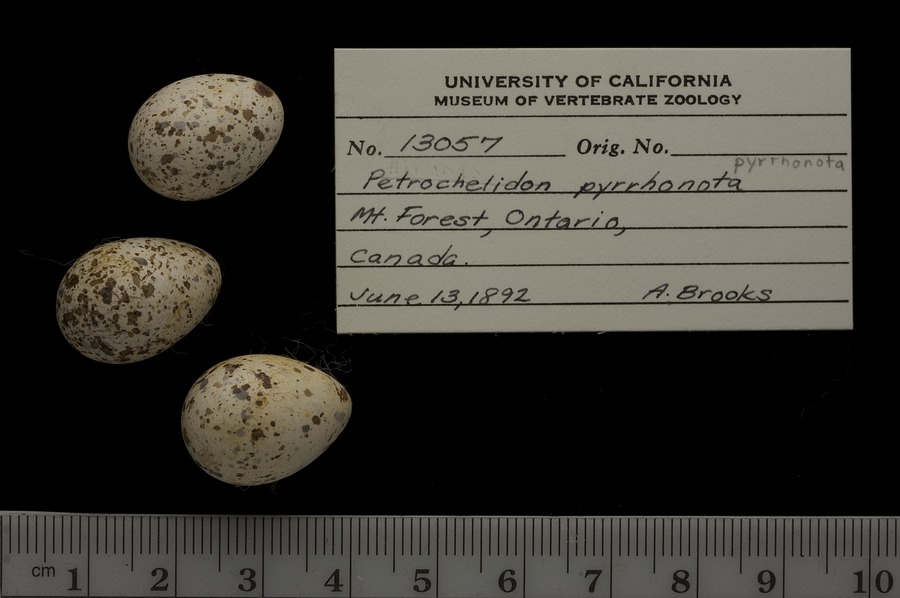 UNIVERSITY OF CALIFORNIA
MUSEUM OF VERTEBRATE ZOOLOGY
No. 13057 Orig. No.
pyrrhonota
Petrochelidon pyrrhonota
Mt. Forest, Ontario,
Canada.
June 13, 1892 A. Brooks
cm 1 2 3 4 5 6 7 8 9 10